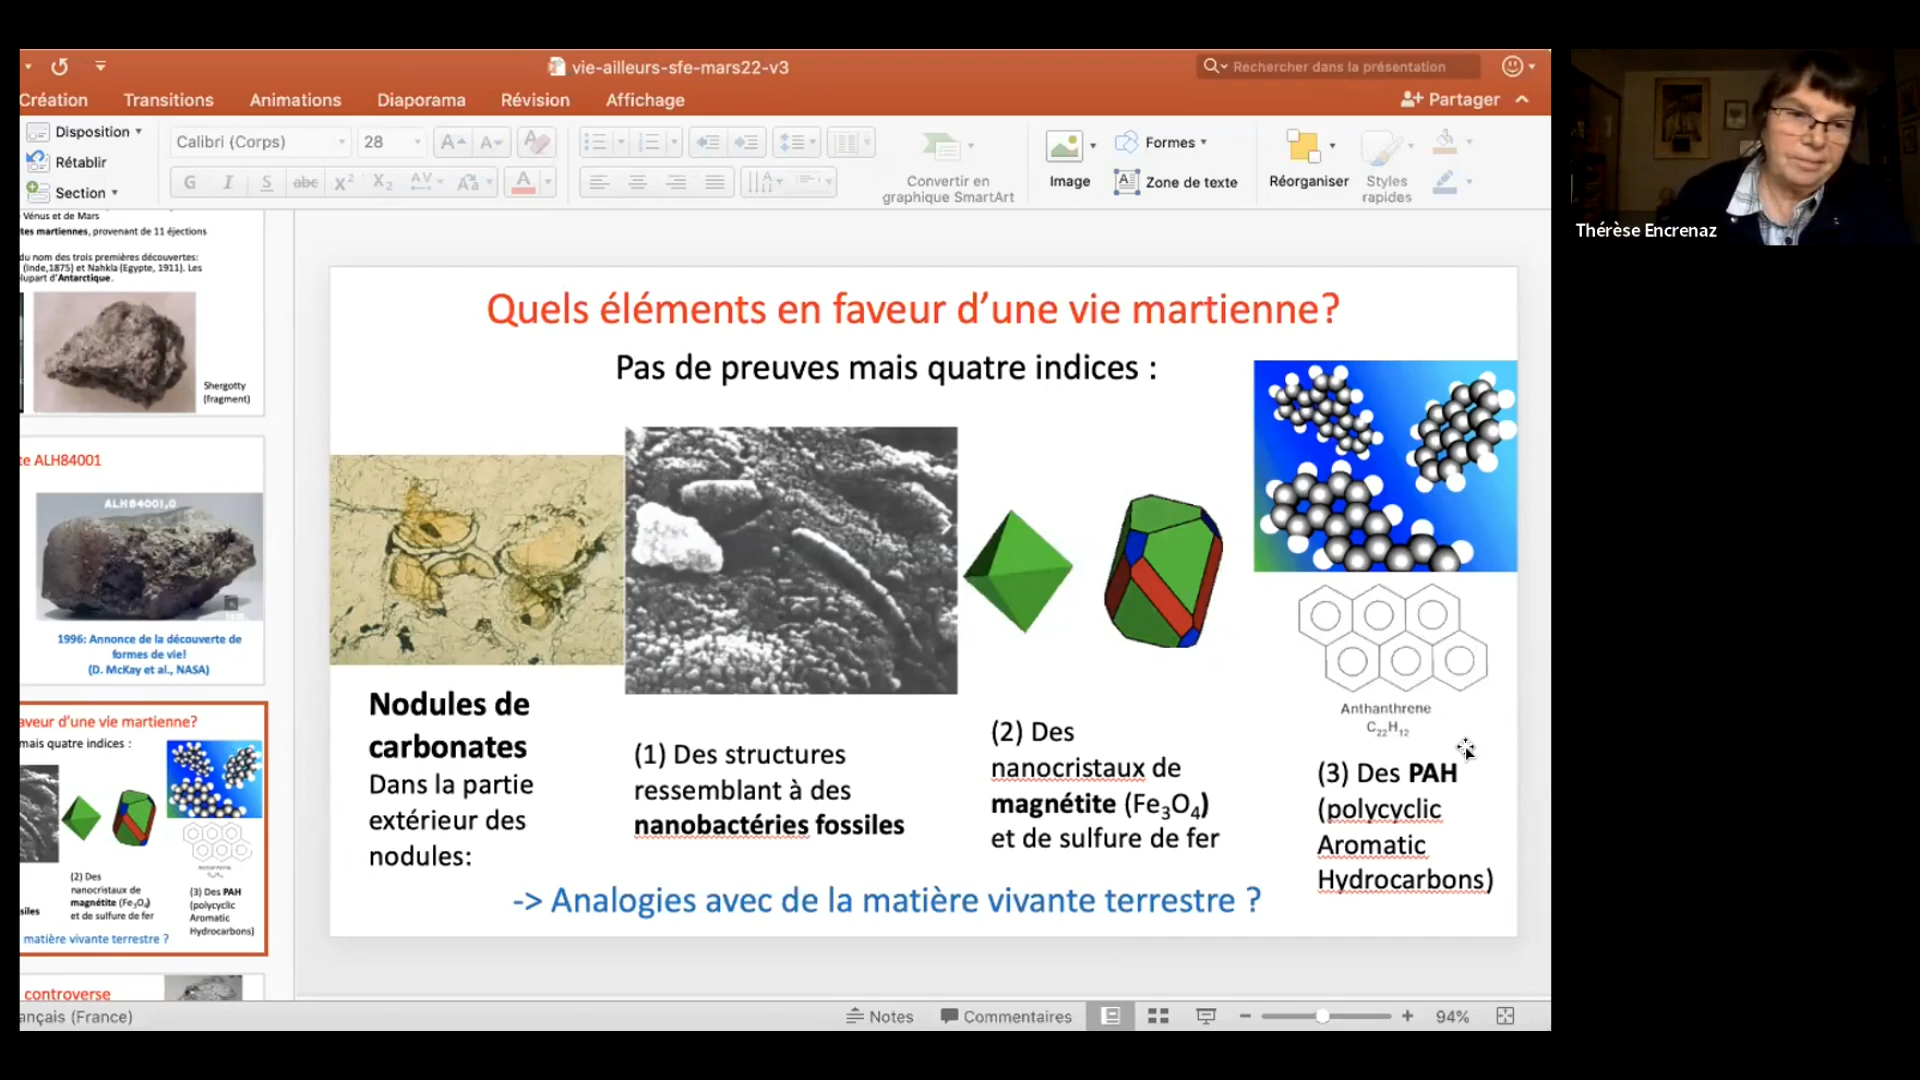 vie-ailleurs-sfe-mars22-v3
Rechercher dans la présentation
Création
Transitions
Animations
Diaporama
Révision
Affichage
Partager
Disposition
Rétablir
Section
Calibri (Corps)
28
G I S abc X² X₂ AV Aa A
Convertir en
graphique SmartArt
Image
Formes
Zone de texte
Réorganiser
Styles
rapides
Thérèse Encrenaz
Vénus et de Mars
tes martiennes, provenant de 11 éjections
du nom des trois premières découvertes:
(Inde,1875) et Nahkla (Egypte, 1911). Les
lupart d'Antarctique.
Shergotty
(fragment)
te ALH84001
ALH84001,0
1996: Annonce de la découverte de
formes de vie!
(D. McKay et al., NASA)
aveur d'une vie martienne?
mais quatre indices :
Anthanthrene
(2) Des
nanocristaux de
magnétite (Fe₃O₄)
et de sulfure de fer
(3) Des PAH
(polycyclic
Aromatic
Hydrocarbons)
siles
matière vivante terrestre ?
controverse
Quels éléments en faveur d'une vie martienne?
Pas de preuves mais quatre indices :
Nodules de
carbonates
Dans la partie
extérieur des
nodules:
(1) Des structures
ressemblant à des
nanobactéries fossiles
(2) Des
nanocristaux de
magnétite (Fe₃O₄)
et de sulfure de fer
Anthanthrene
C₂₂H₁₂
(3) Des PAH
(polycyclic
Aromatic
Hydrocarbons)
-> Analogies avec de la matière vivante terrestre ?
ançais (France)
Notes
Commentaires
94%